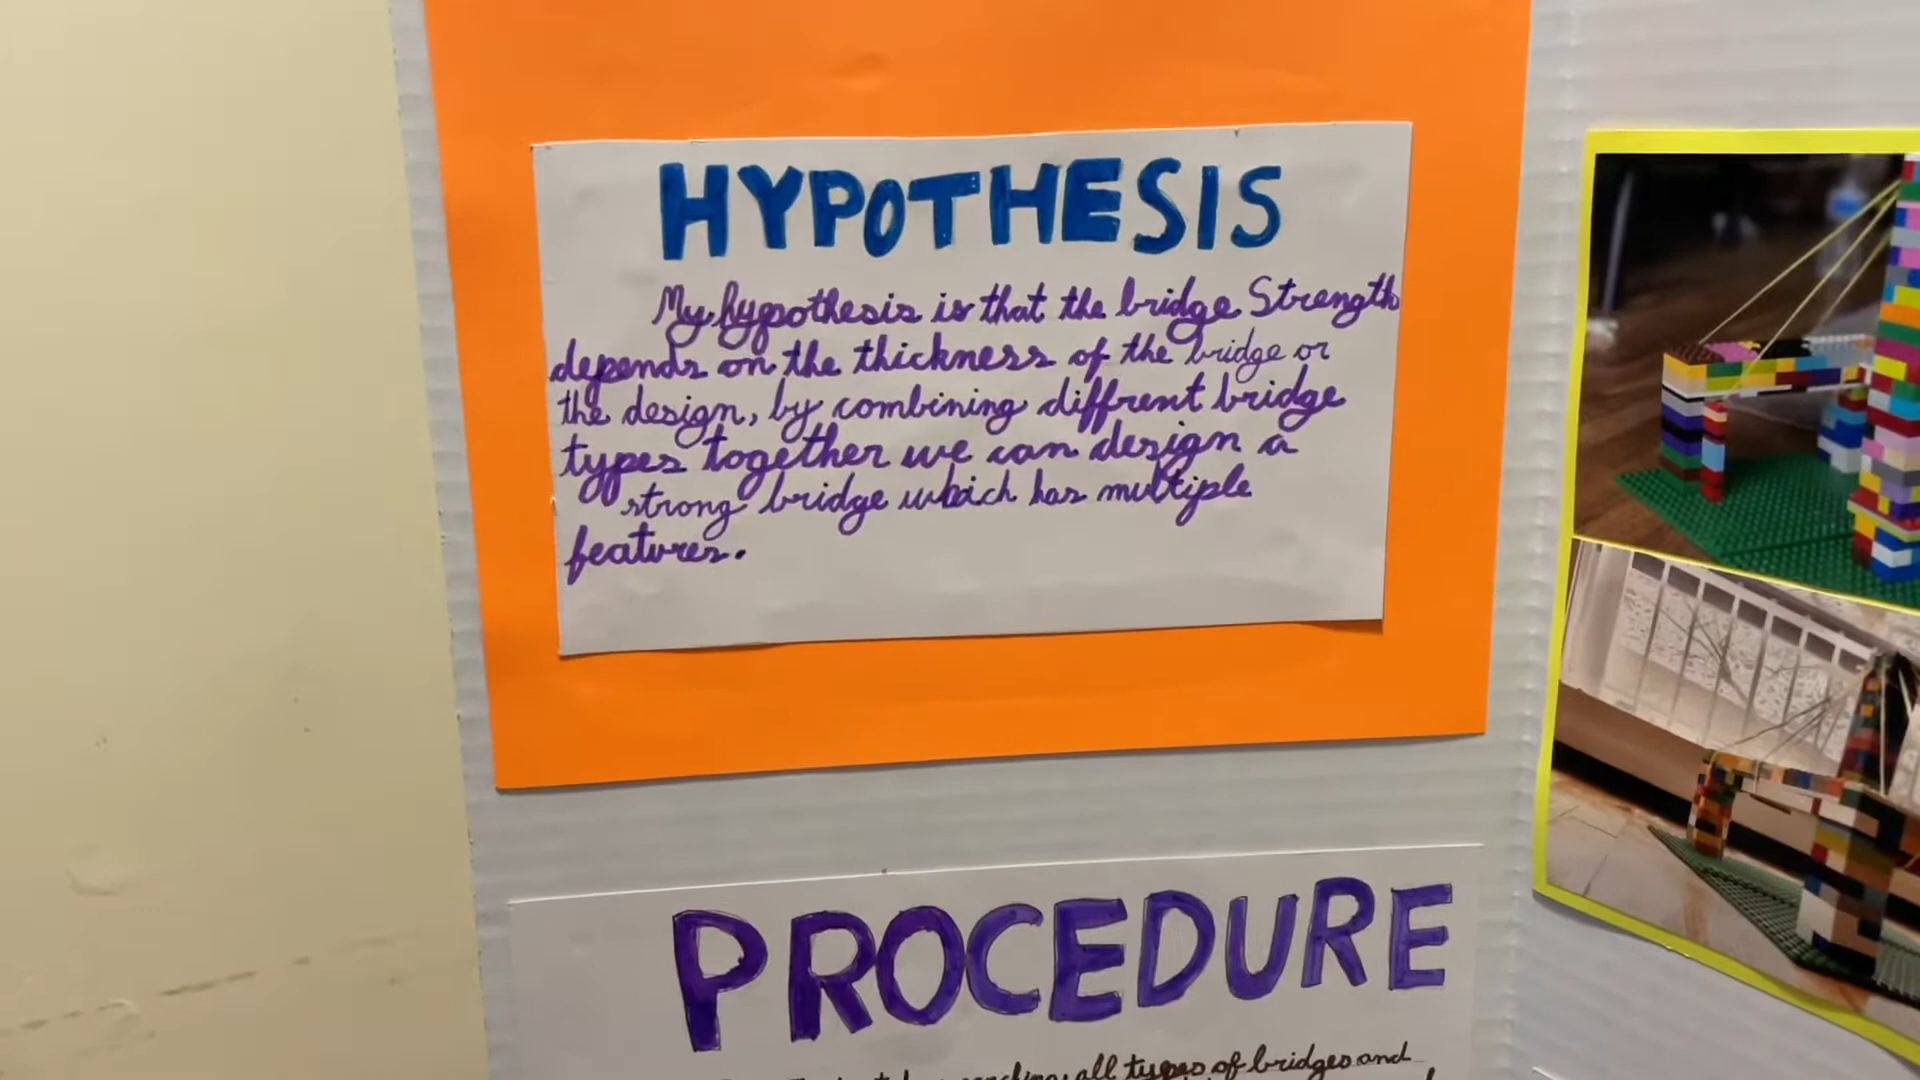 HYPOTHESIS
My hypothesis is that the bridge Strength
depends on the thickness of the bridge or
the design, by combining diffrent bridge
types together we can design a
strong bridge which has multiple
features.
PROCEDURE
all types of bridges and